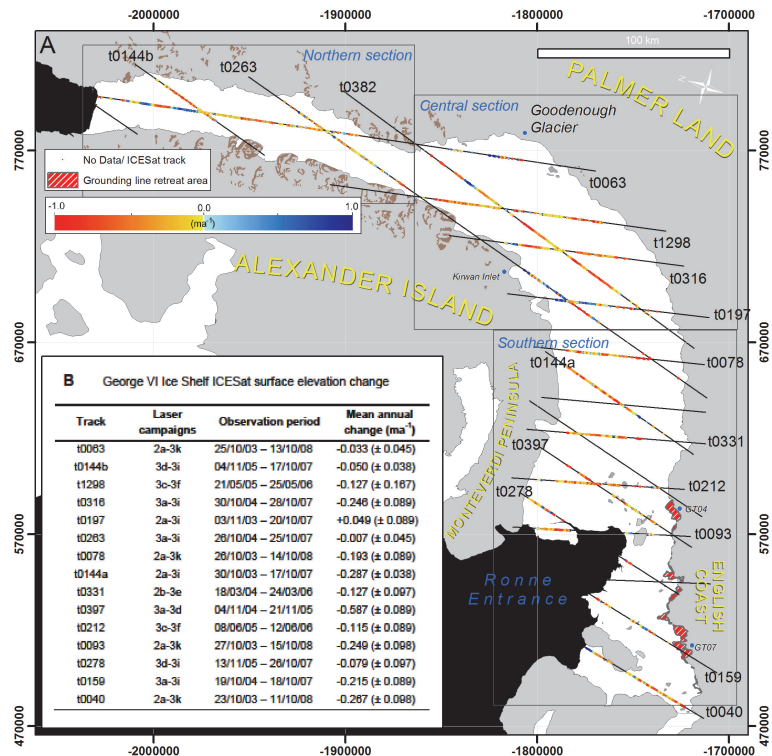 -2000000 -1900000 -1800000 -1700000
A
t0144b
Northern section
100 km
t0263
t0382
PALMER LAND
N
Central section
Goodenough
Glacier
770000
770000
No Data/ ICESat track
Grounding line retreat area
t0063
-1.0 0.0 1.0
(ma-1)
t1298
t0316
ALEXANDER ISLAND
Kirwan Inlet
t0197
670000
670000
Southern section
t0078
t0144a
MONTEVERDI PENINSULA
t0331
t0397
t0212
t0278
GT04
570000
570000
t0093
Ronne
Entrance
ENGLISH
COAST
GT07
t0159
t0040
470000
470000
B George VI Ice Shelf ICESat surface elevation change
Track Laser campaigns Observation period Mean annual change (ma-1)
t0063 2a-3k 25/10/03 – 13/10/08 -0.033 (± 0.045)
t0144b 3d-3i 04/11/05 – 17/10/07 -0.050 (± 0.038)
t1298 3c-3f 21/05/05 – 25/05/06 -0.127 (± 0.167)
t0316 3a-3i 30/10/04 – 28/10/07 -0.246 (± 0.089)
t0197 2a-3i 03/11/03 – 20/10/07 +0.049 (± 0.089)
t0263 3a-3i 26/10/04 – 25/10/07 -0.007 (± 0.045)
t0078 2a-3k 26/10/03 – 14/10/08 -0.193 (± 0.089)
t0144a 2a-3i 30/10/03 – 17/10/07 -0.287 (± 0.038)
t0331 2b-3e 18/03/04 – 24/03/06 -0.127 (± 0.097)
t0397 3a-3d 04/11/04 – 21/11/05 -0.587 (± 0.089)
t0212 3c-3f 08/06/05 – 12/06/06 -0.115 (± 0.089)
t0093 2a-3k 27/10/03 – 15/10/08 -0.249 (± 0.098)
t0278 3d-3i 13/11/05 – 26/10/07 -0.079 (± 0.097)
t0159 3a-3i 19/10/04 – 18/10/07 -0.215 (± 0.089)
t0040 2a-3k 23/10/03 – 11/10/08 -0.267 (± 0.098)
-2000000 -1900000 -1800000 -1700000